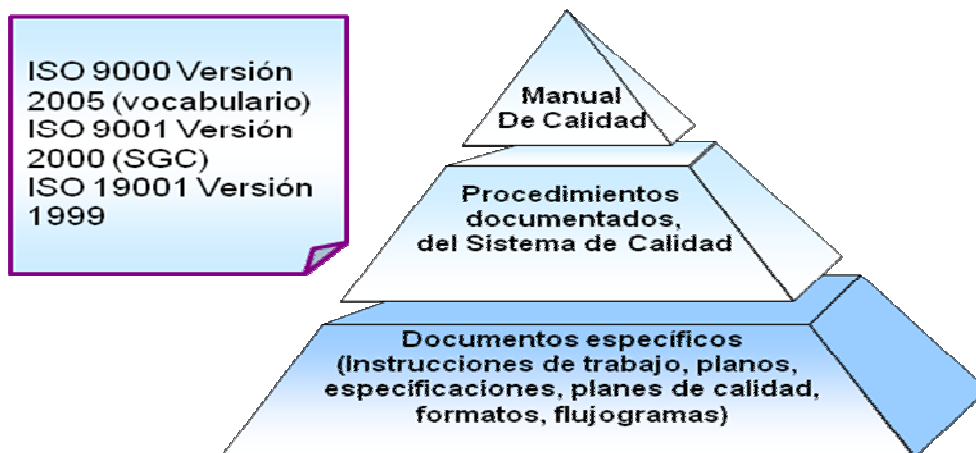 ISO 9000 Versión
2005 (vocabulario)
ISO 9001 Versión
2000 (SGC)
ISO 19001 Versión
1999
Manual
De Calidad
Procedimientos
documentados,
del Sistema de Calidad
Documentos específicos
(Instrucciones de trabajo, planos,
especificaciones, planes de calidad,
formatos, flujogramas)